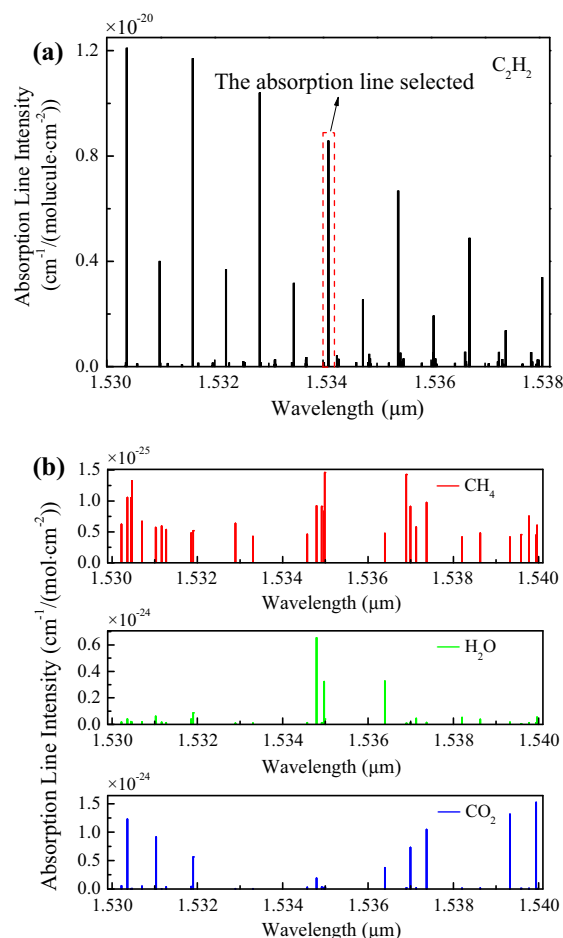 ×10⁻²⁰
(a)
C₂H₂
The absorption line selected
Absorption Line Intensity
(cm⁻¹/(molucule·cm⁻²))
1.2
0.8
0.4
0.0
1.530 1.532 1.534 1.536 1.538
Wavelength (μm)
(b)
Absorption Line Intensity (cm⁻¹/(mol·cm⁻²)
×10⁻²⁵
1.5
1.0
0.5
0.0
CH₄
1.530 1.532 1.534 1.536 1.538 1.540
Wavelength (μm)
×10⁻²⁴
0.6
0.4
0.2
0.0
H₂O
1.530 1.532 1.534 1.536 1.538 1.540
Wavelength (μm)
×10⁻²⁴
1.5
1.0
0.5
0.0
CO₂
1.530 1.532 1.534 1.536 1.538 1.540
Wavelength (μm)